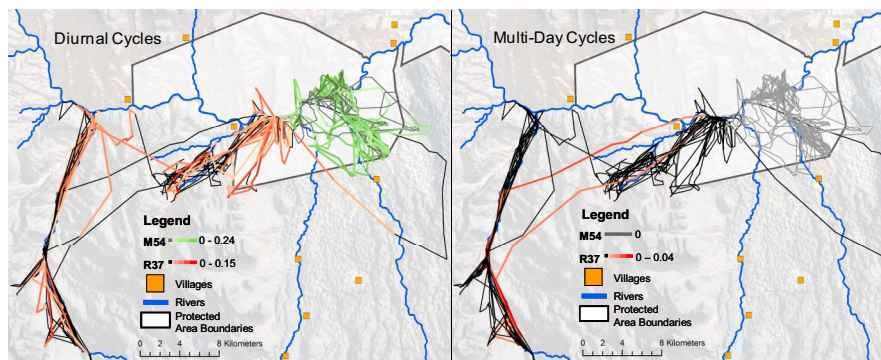 Diurnal Cycles
Legend
M54 0 - 0.24
R37 0 - 0.15
Villages
Rivers
Protected
Area Boundaries
0 2 4 8 Kilometers
Multi-Day Cycles
Legend
M54 0
R37 0 – 0.04
Villages
Rivers
Protected
Area Boundaries
0 2 4 8 Kilometers